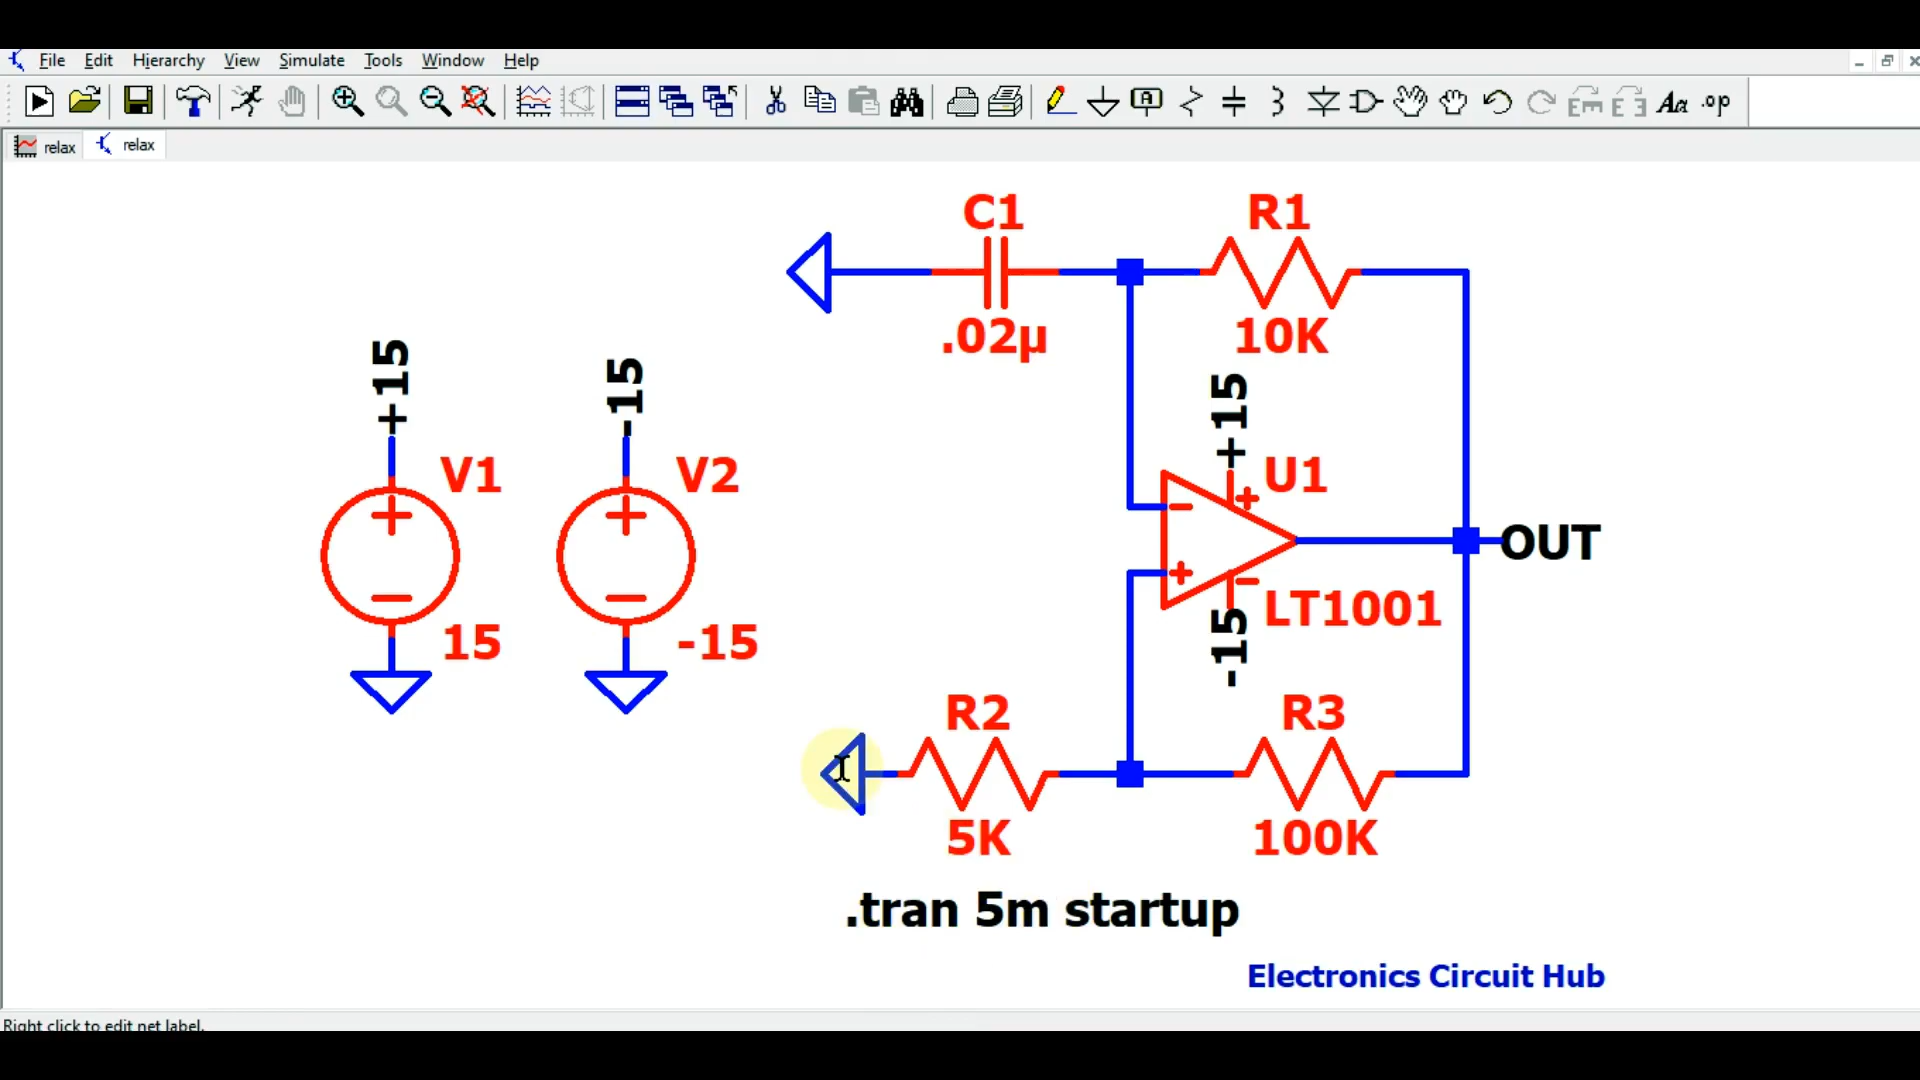 File Edit Hierarchy View Simulate Tools Window Help
A Aa .op
relax relax
C1 R1
.02µ 10K
+15 -15 +15
V1 V2 U1
OUT
15 -15 -15 LT1001
R2 R3
5K 100K
.tran 5m startup
Electronics Circuit Hub
Right click to edit net label.